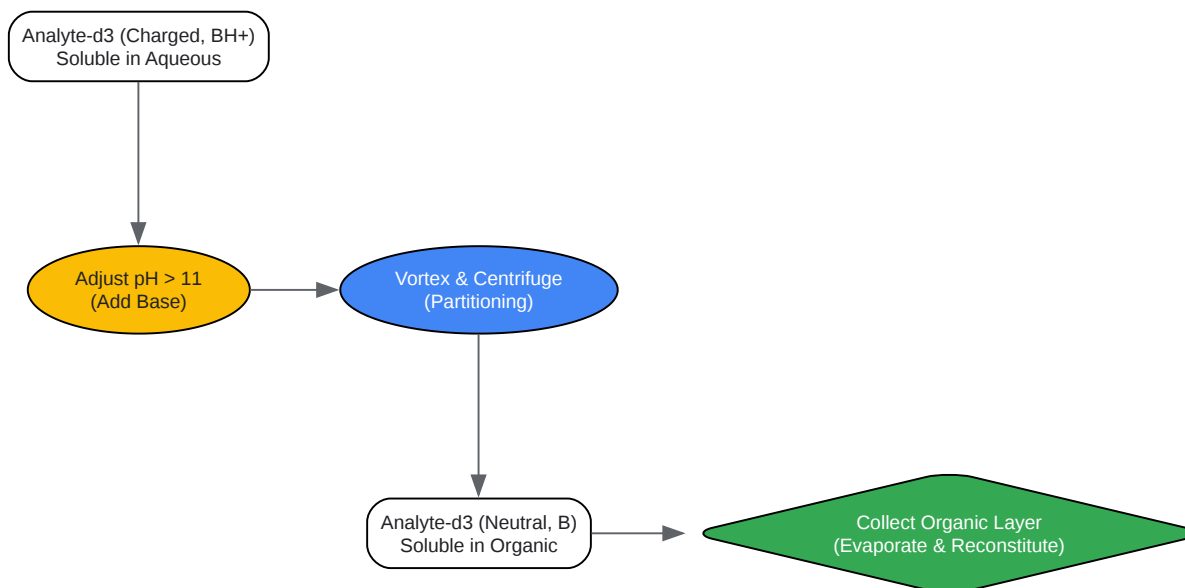 Analyte-d3 (Charged, BH+)
Soluble in Aqueous
Adjust pH > 11
(Add Base)
Vortex & Centrifuge
(Partitioning)
Analyte-d3 (Neutral, B)
Soluble in Organic
Collect Organic Layer
(Evaporate & Reconstitute)